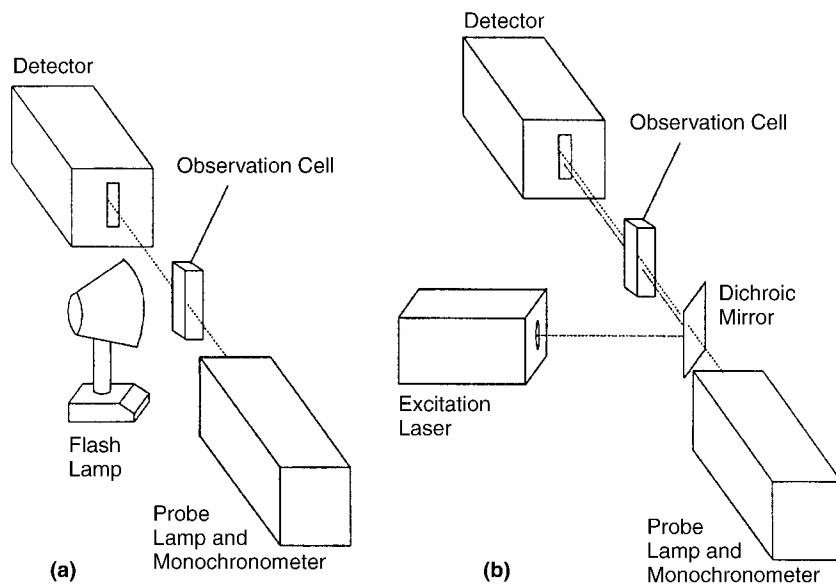 Detector
Observation Cell
Flash
Lamp
Probe
Lamp and
Monochronometer
(a)
Detector
Observation Cell
Dichroic
Mirror
Excitation
Laser
Probe
Lamp and
Monochronometer
(b)